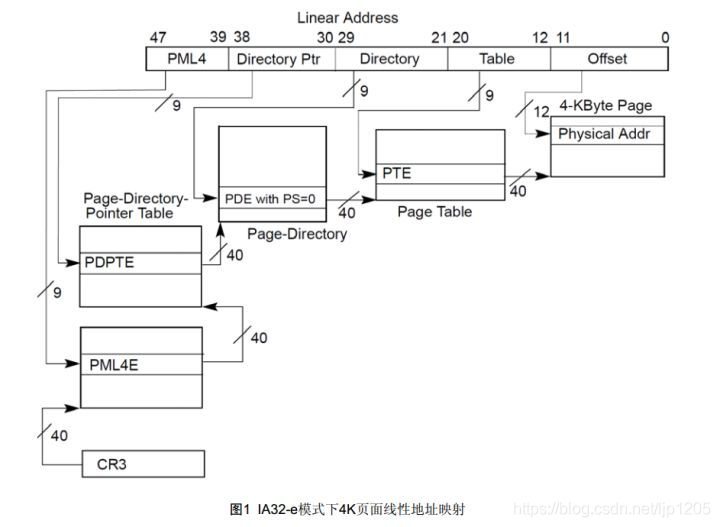 Linear Address
47 39 38 30 29 21 20 12 11 0
PML4 Directory Ptr Directory Table Offset
9 9 9
12 4-KByte Page
Physical Addr
PTE
40
Page Table
PDE with PS=0
40
Page-Directory
Page-Directory-
Pointer Table
PDPTE
40
9
40
PML4E
40
CR3
图1 IA32-e模式下4K页面线性地址映射
https://blog.csdn.net/ljp1205